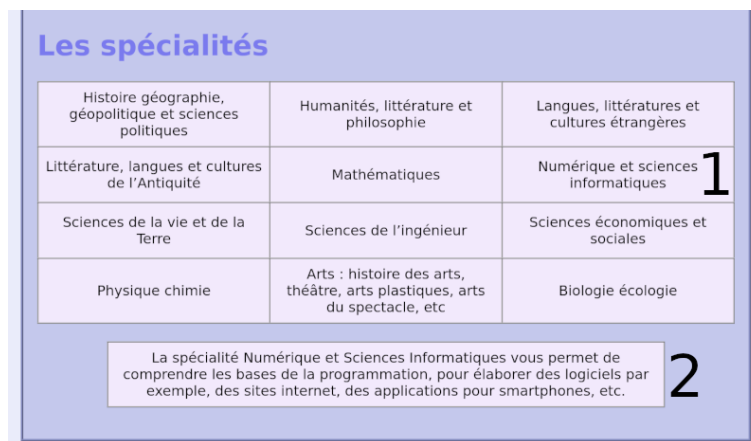 Les spécialités
Histoire géographie,
géopolitique et sciences
politiques
Humanités, littérature et
philosophie
Langues, littératures et
cultures étrangères
Littérature, langues et cultures
de l’Antiquité
Mathématiques
Numérique et sciences
informatiques
1
Sciences de la vie et de la
Terre
Sciences de l’ingénieur
Sciences économiques et
sociales
Physique chimie
Arts : histoire des arts,
théâtre, arts plastiques, arts
du spectacle, etc
Biologie écologie
La spécialité Numérique et Sciences Informatiques vous permet de
comprendre les bases de la programmation, pour élaborer des logiciels par
exemple, des sites internet, des applications pour smartphones, etc.
2